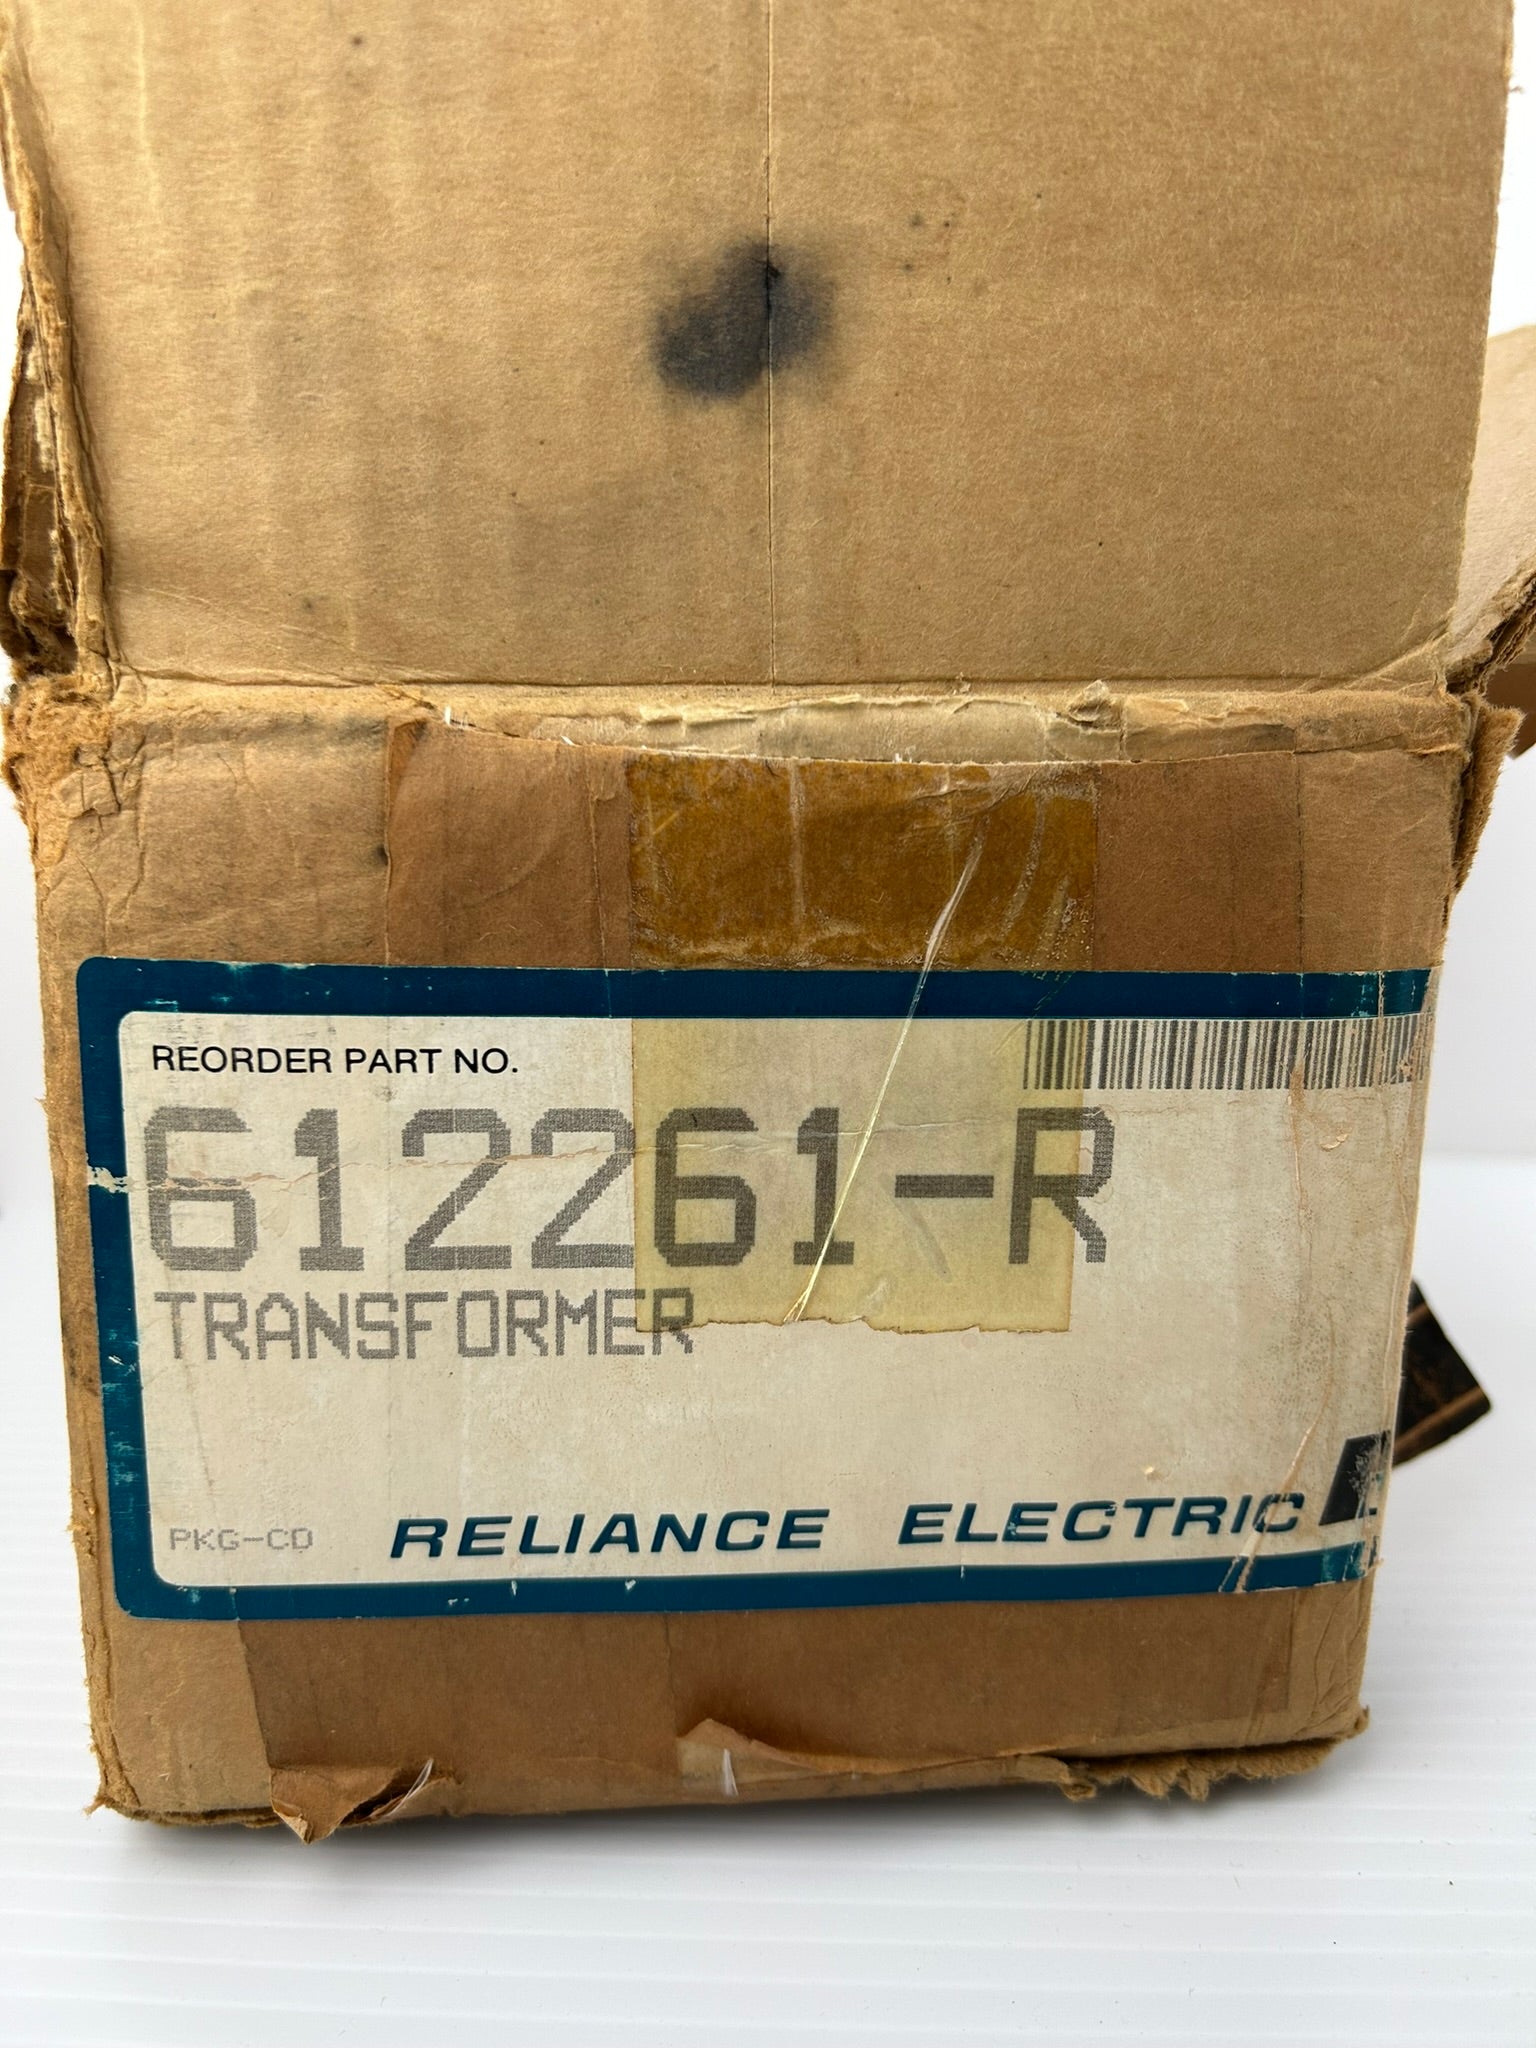 REORDER PART NO.
612261-R
TRANSFORMER
PKG-CD
RELIANCE ELECTRIC